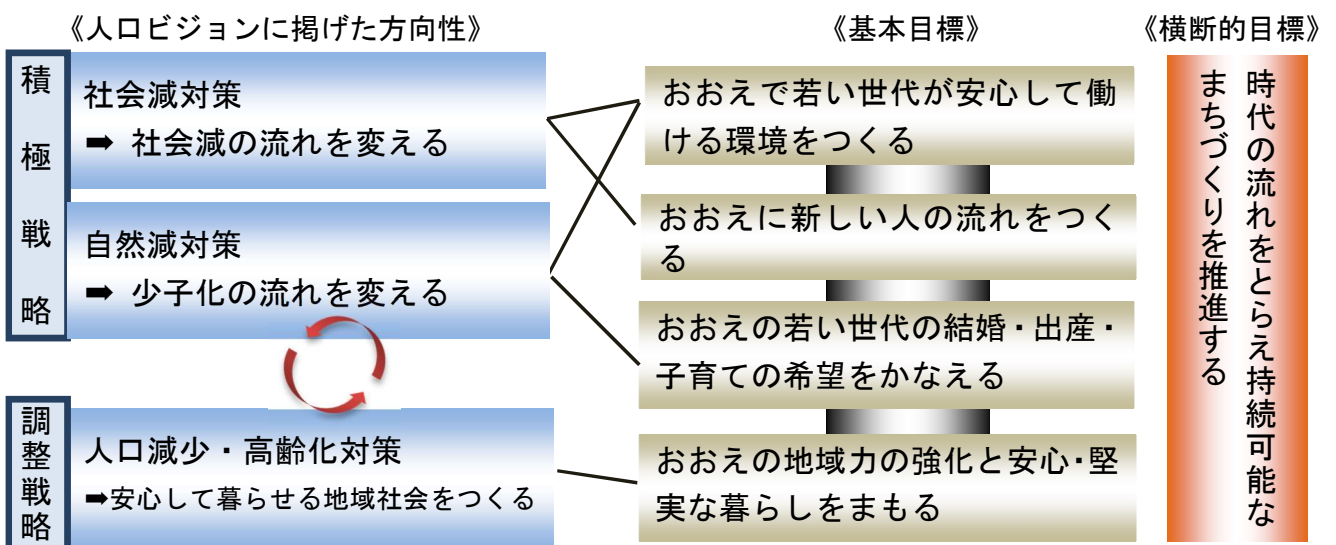 《人口ビジョンに掲げた方向性》
《基本目標》
《横断的目標》
積極戦略
社会減対策
➡ 社会減の流れを変える
自然減対策
➡ 少子化の流れを変える
調整戦略
人口減少・高齢化対策
➡安心して暮らせる地域社会をつくる
おおえで若い世代が安心して働
ける環境をつくる
おおえに新しい人の流れをつく
る
おおえの若い世代の結婚・出産・
子育ての希望をかなえる
おおえの地域力の強化と安心・堅
実な暮らしをまもる
時代の流れをとらえ持続可能な
まちづくりを推進する